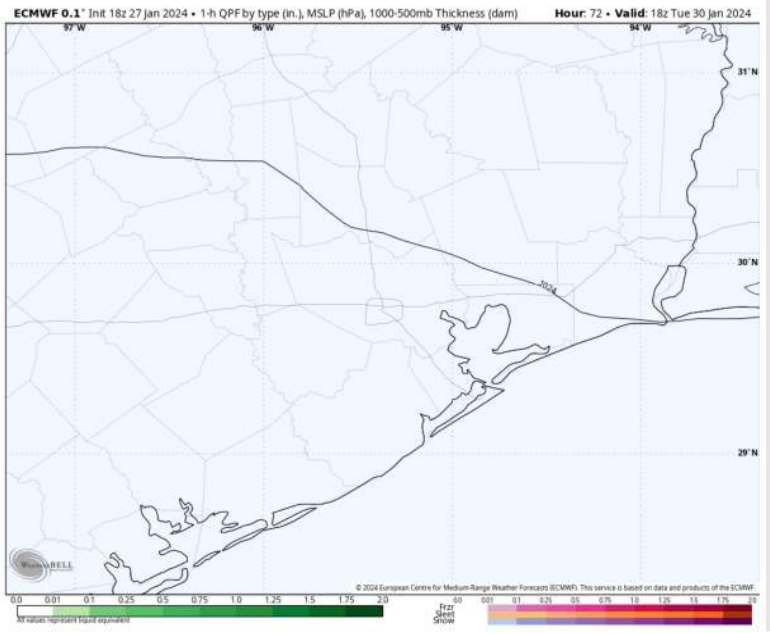 ECMWF 0.1° Init 18z 27 Jan 2024 • 1-h QPF by type (in.), MSLP (hPa), 1000-500mb Thickness (dam) Hour: 72 • Valid: 18z Tue 30 Jan 2024
97°W 96°W 95°W 94°W
31°N
30°N
1024
29°N
WEATHERBELL
© 2024 European Centre for Medium-Range Weather Forecasts (ECMWF). This service is based on data and products of the ECMWF
0.0 0.01 0.1 0.25 0.5 0.75 1.0 1.25 1.5 1.75 2.0
All values represent liquid equivalent
0.0 0.01 0.1 0.25 0.5 0.75 1.0 1.25 1.5 1.75 2.0
Frzr
Sleet
Snow